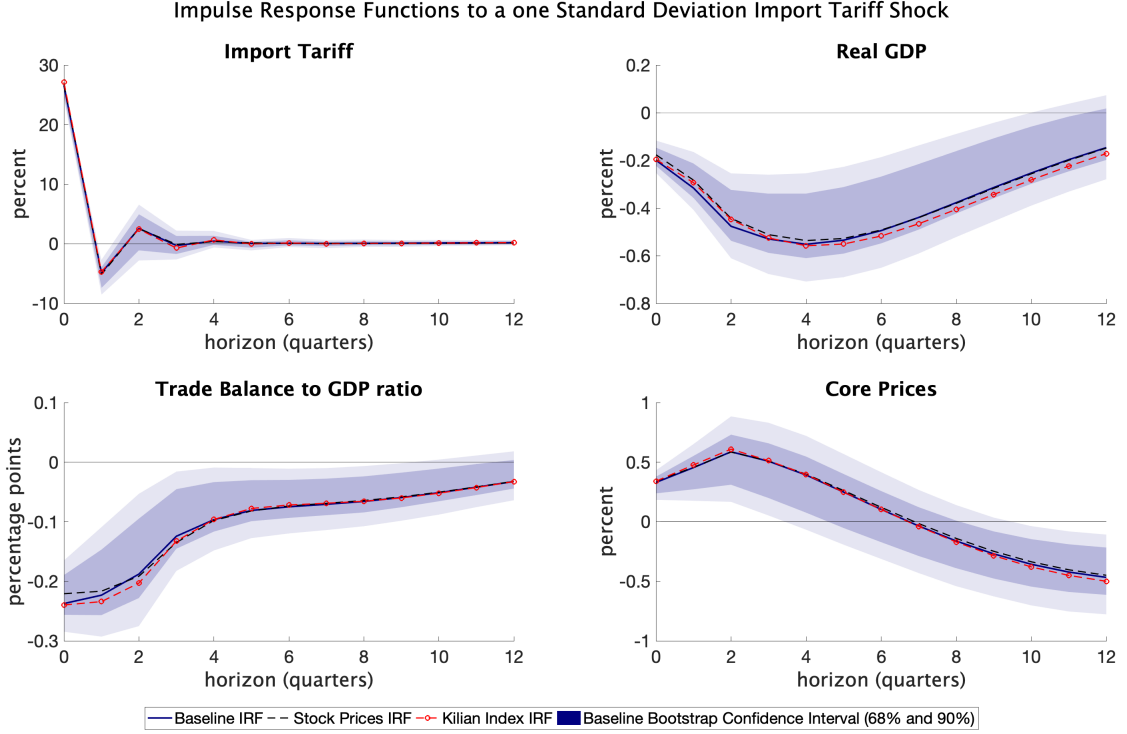 Impulse Response Functions to a one Standard Deviation Import Tariff Shock
Import Tariff
30
20
10
0
-10
percent
0 2 4 6 8 10 12
horizon (quarters)
Real GDP
0.2
0
-0.2
-0.4
-0.6
-0.8
percent
0 2 4 6 8 10 12
horizon (quarters)
Trade Balance to GDP ratio
0.1
0
-0.1
-0.2
-0.3
percentage points
0 2 4 6 8 10 12
horizon (quarters)
Core Prices
1
0.5
0
-0.5
-1
percent
0 2 4 6 8 10 12
horizon (quarters)
Baseline IRF Stock Prices IRF Kilian Index IRF Baseline Bootstrap Confidence Interval (68% and 90%)